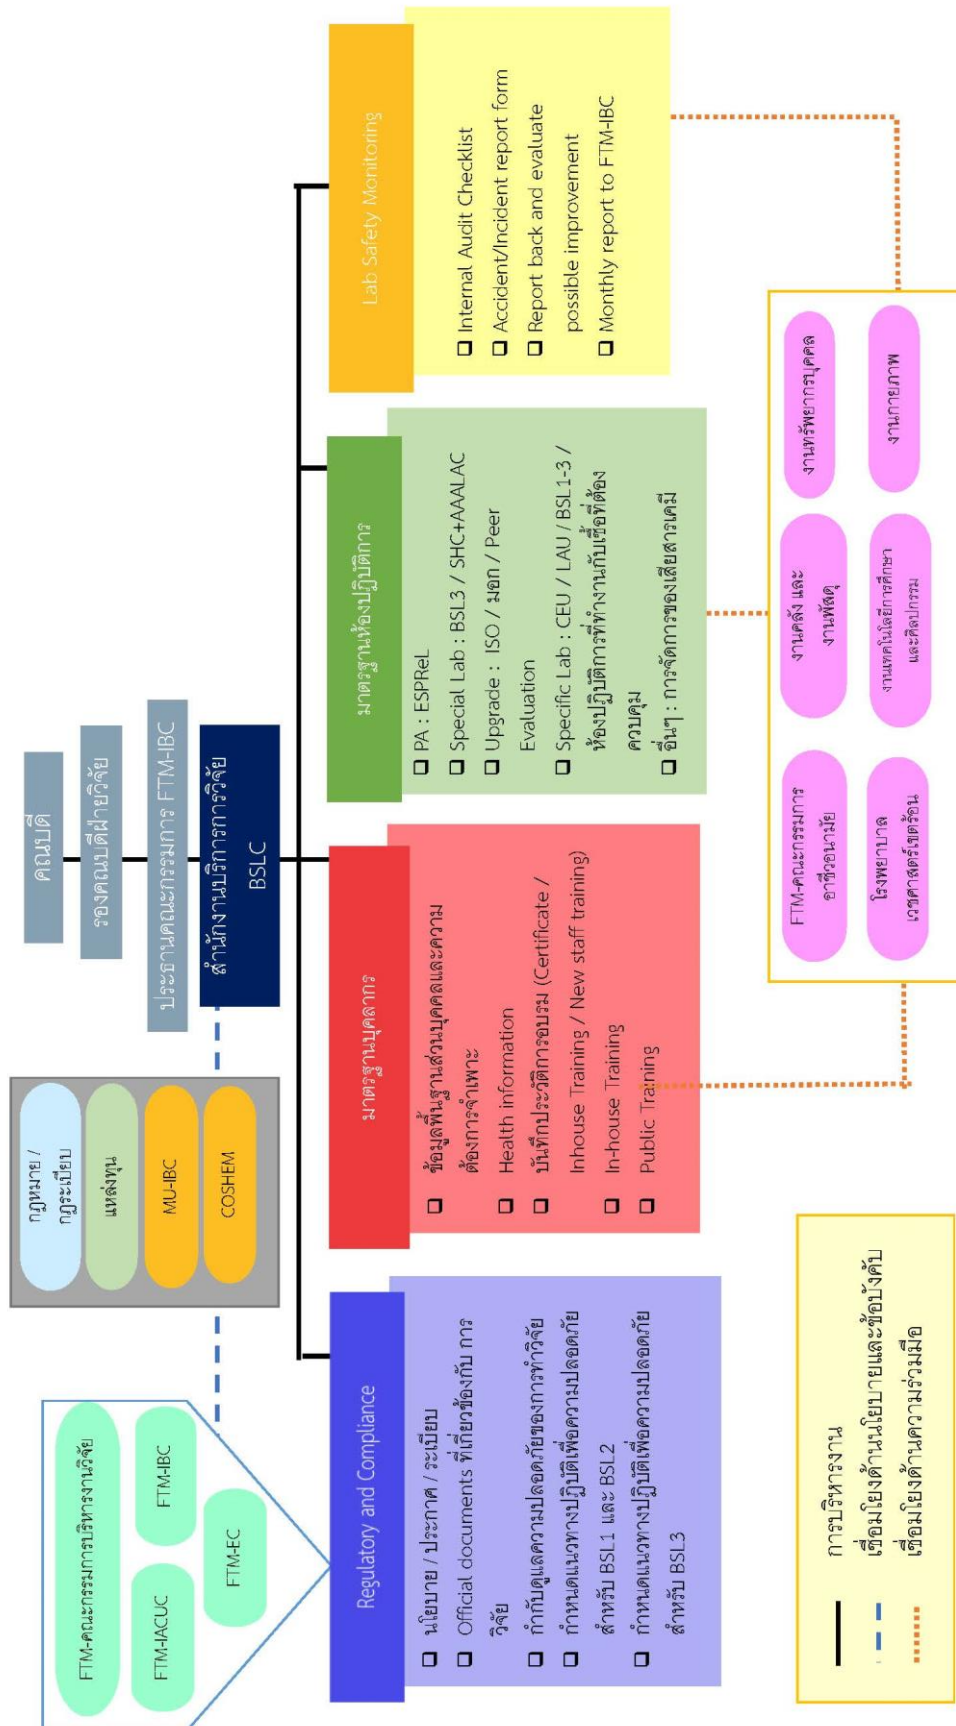 คณบดี
รองคณบดีฝ่ายวิจัย
ประธานคณะกรรมการ FTM-IBC
สำนักงานบริการการวิจัย
BSLC
กฎหมาย /
กฎระเบียบ
แหล่งทุน
MU-IBC
COSHEM
FTM-คณะกรรมการบริหารงานวิจัย
FTM-IACUC
FTM-IBC
FTM-EC
Regulatory and Compliance
❑ นโยบาย / ประกาศ / ระเบียบ
❑ Official documents ที่เกี่ยวข้องกับ การ
วิจัย
❑ กำกับดูแลความปลอดภัยของการทำวิจัย
❑ กำหนดแนวทางปฏิบัติเพื่อความปลอดภัย
สำหรับ BSL1 และ BSL2
❑ กำหนดแนวทางปฏิบัติเพื่อความปลอดภัย
สำหรับ BSL3
มาตรฐานบุคลากร
❑ ข้อมูลพื้นฐานส่วนบุคคลและความ
ต้องการจำเพาะ
❑ Health information
❑ บันทึกประวัติการอบรม (Certificate /
Inhouse Training / New staff training)
❑ In-house Training
❑ Public Training
มาตรฐานห้องปฏิบัติการ
❑ PA : ESPReL
❑ Special Lab : BSL3 / SHC+AAALAC
❑ Upgrade : ISO / มอก / Peer
Evaluation
❑ Specific Lab : CEU / LAU / BSL1-3 /
ห้องปฏิบัติการที่ทำงานกับเชื้อที่ต้อง
ควบคุม
❑ อื่นๆ : การจัดการของเสียสารเคมี
Lab Safety Monitoring
❑ Internal Audit Checklist
❑ Accident/Incident report form
❑ Report back and evaluate
possible improvement
❑ Monthly report to FTM-IBC
FTM-คณะกรรมการ
อาชีวอนามัย
งานคลัง และ
งานพัสดุ
งานทรัพยากรบุคคล
โรงพยาบาล
เวชศาสตร์เขตร้อน
งานเทคโนโลยีการศึกษา
และศิลปกรรม
งานกายภาพ
การบริหารงาน
เชื่อมโยงด้านนโยบายและข้อบังคับ
เชื่อมโยงด้านความร่วมมือ